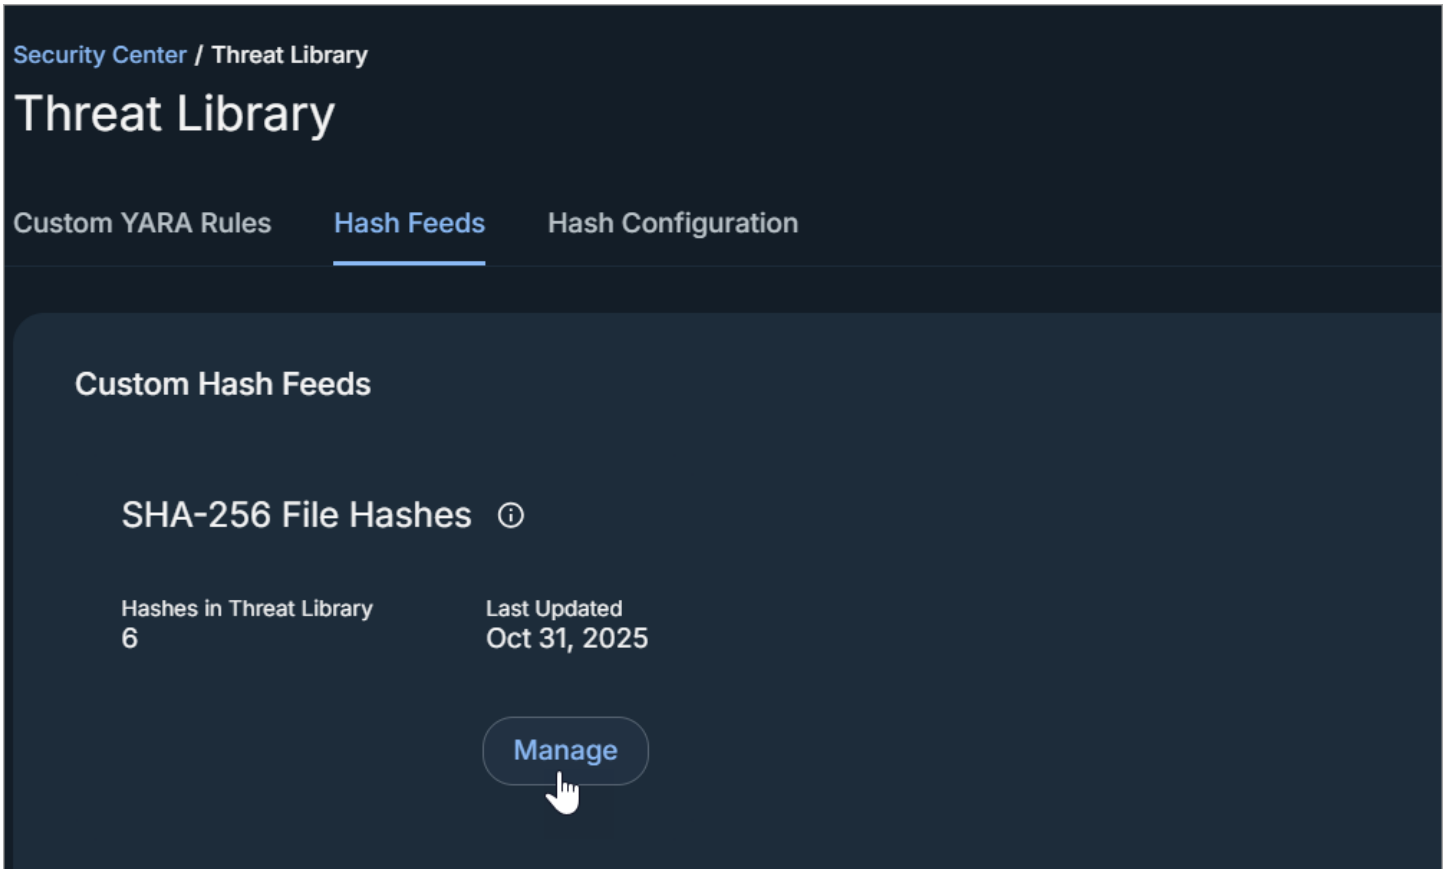 Security Center / Threat Library
Threat Library
Custom YARA Rules Hash Feeds Hash Configuration
Custom Hash Feeds
SHA-256 File Hashes
Hashes in Threat Library Last Updated
6 Oct 31, 2025
Manage